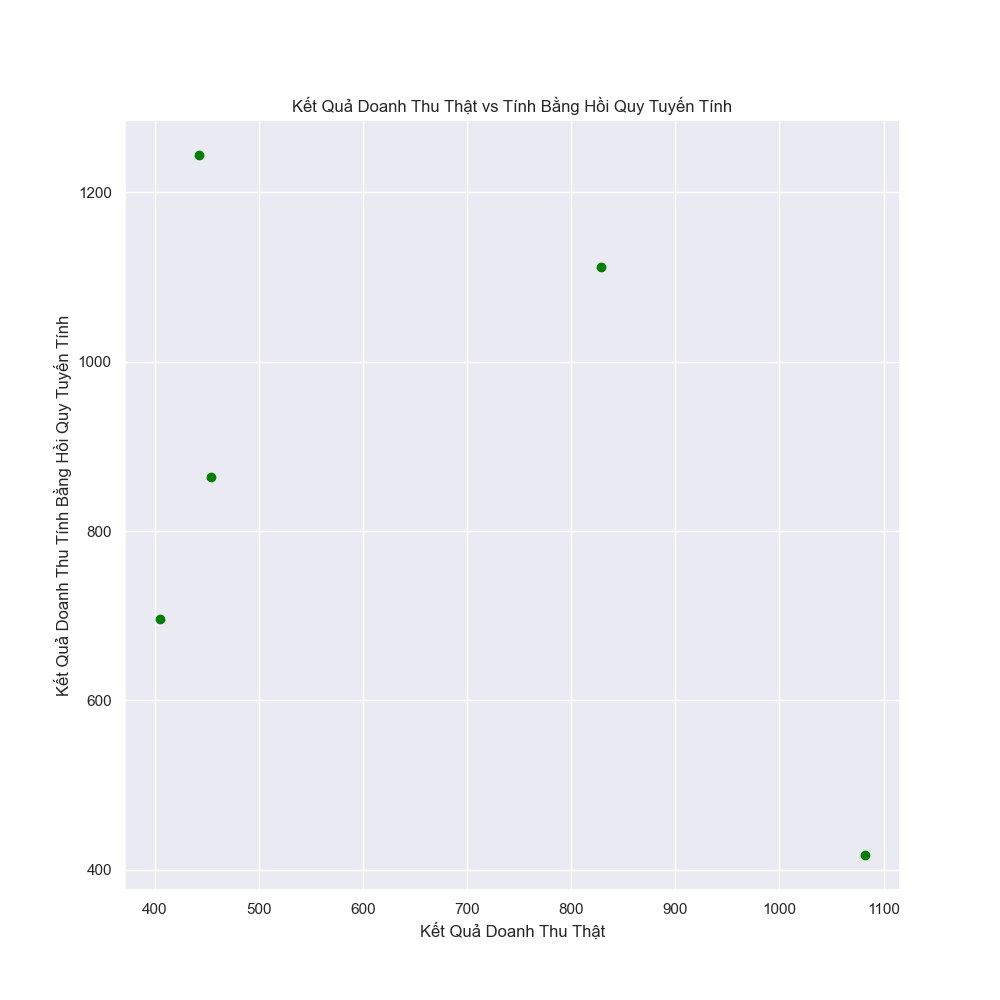 Kết Quả Doanh Thu Thật vs Tính Bằng Hồi Quy Tuyến Tính
Kết Quả Doanh Thu Tính Bằng Hồi Quy Tuyến Tính
1200
1000
800
600
400
400 500 600 700 800 900 1000 1100
Kết Quả Doanh Thu Thật